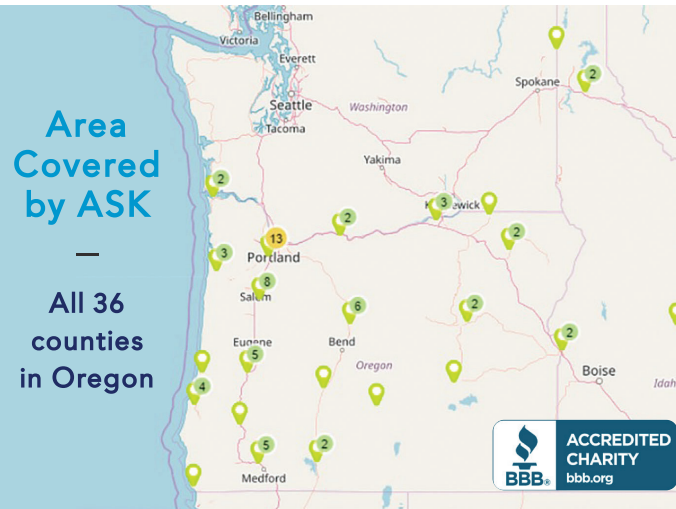 Bellingham
Victoria
Everett
Seattle
Washington
Tacoma
Spokane
2
Yakima
2
3
2
2
13
3
Portland
8
Salem
6
2
2
Eugene
5
Bend
Oregon
Boise
Idah
4
5
2
Medford
Area
Covered
by ASK
All 36
counties
in Oregon
BBB®
ACCREDITED
CHARITY
bbb.org